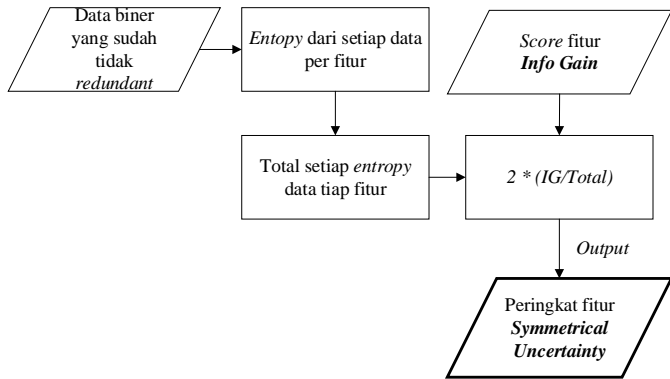 Data biner
yang sudah
tidak
redundant
Entopy dari setiap data
per fitur
Score fitur
Info Gain
Total setiap entropy
data tiap fitur
2 * (IG/Total)
Output
Peringkat fitur
Symmetrical
Uncertainty